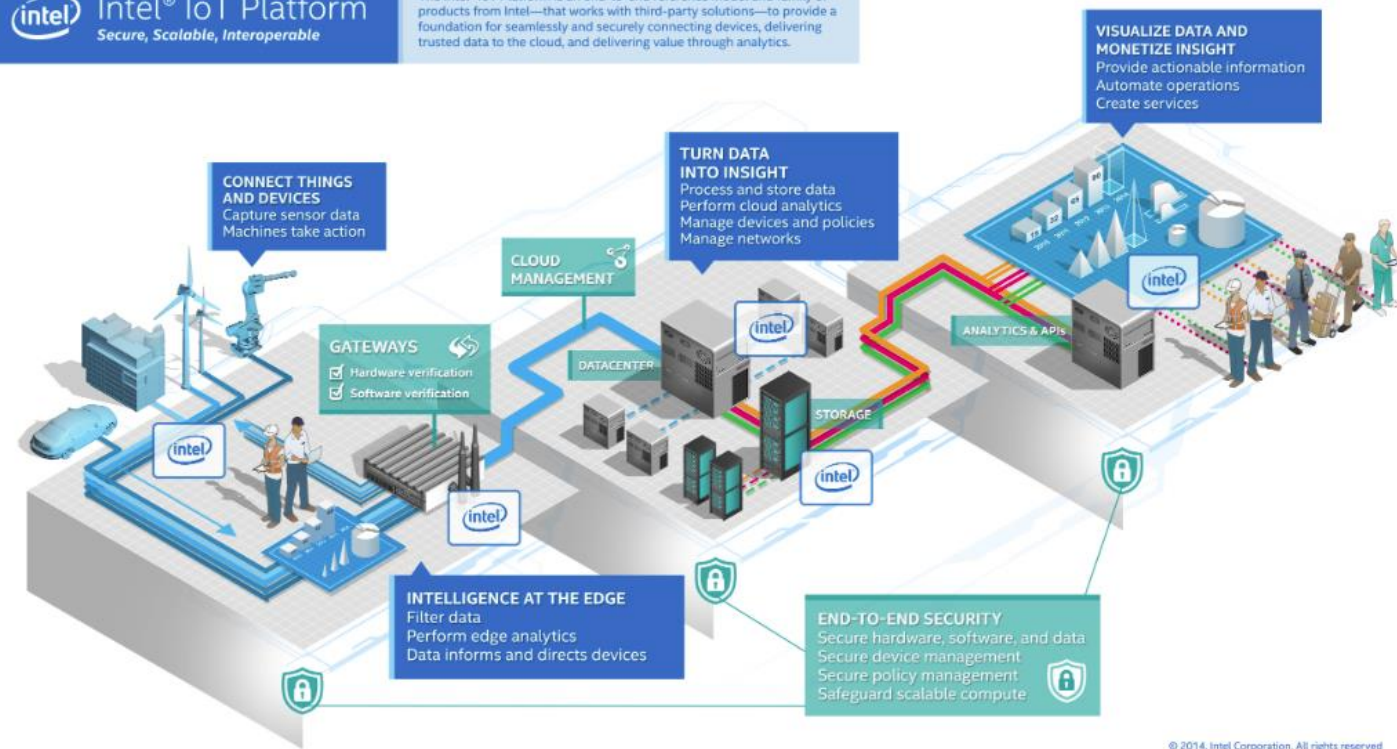 intel
Intel® IoT Platform
Secure, Scalable, Interoperable
products from Intel—that works with third-party solutions—to provide a
foundation for seamlessly and securely connecting devices, delivering
trusted data to the cloud, and delivering value through analytics.
VISUALIZE DATA AND
MONETIZE INSIGHT
Provide actionable information
Automate operations
Create services
TURN DATA
INTO INSIGHT
Process and store data
Perform cloud analytics
Manage devices and policies
Manage networks
CONNECT THINGS
AND DEVICES
Capture sensor data
Machines take action
CLOUD
MANAGEMENT
GATEWAYS
Hardware verification
Software verification
DATACENTER
intel
ANALYTICS & APIs
intel
STORAGE
intel
intel
intel
INTELLIGENCE AT THE EDGE
Filter data
Perform edge analytics
Data informs and directs devices
END-TO-END SECURITY
Secure hardware, software, and data
Secure device management
Secure policy management
Safeguard scalable compute
© 2014, Intel Corporation. All rights reserved